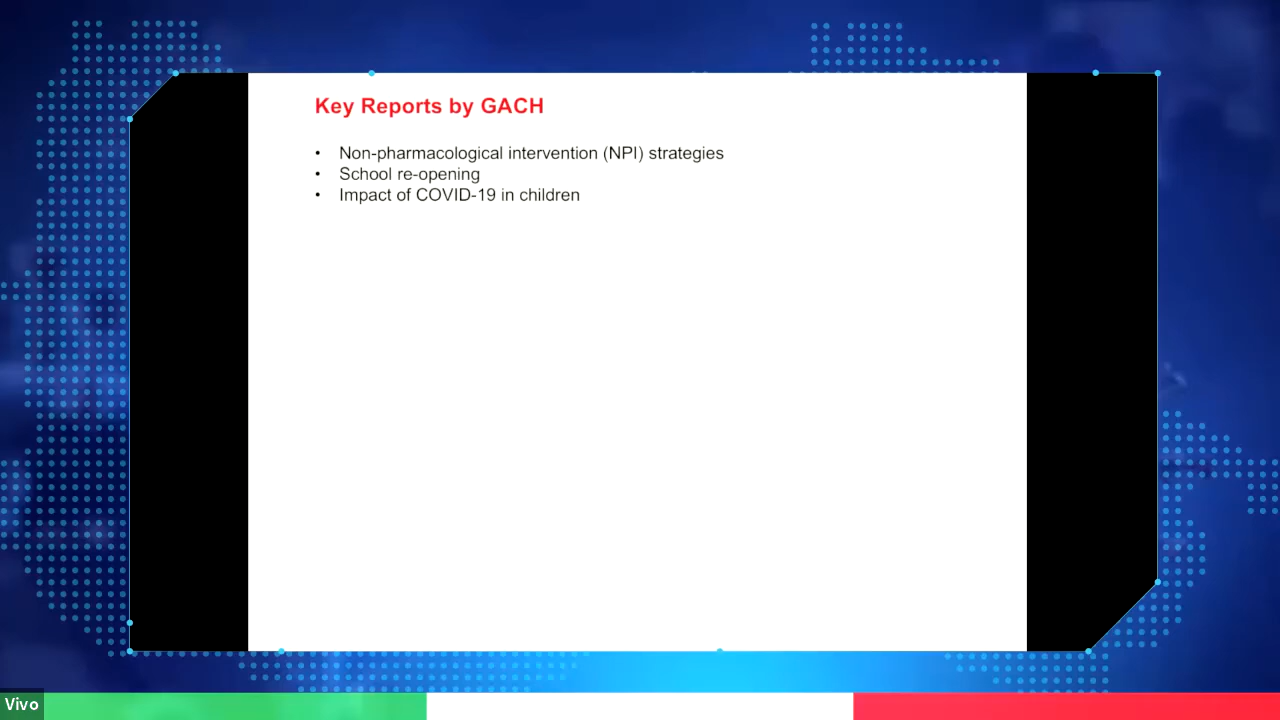 Key Reports by GACH
• Non-pharmacological intervention (NPI) strategies
• School re-opening
• Impact of COVID-19 in children
Vivo